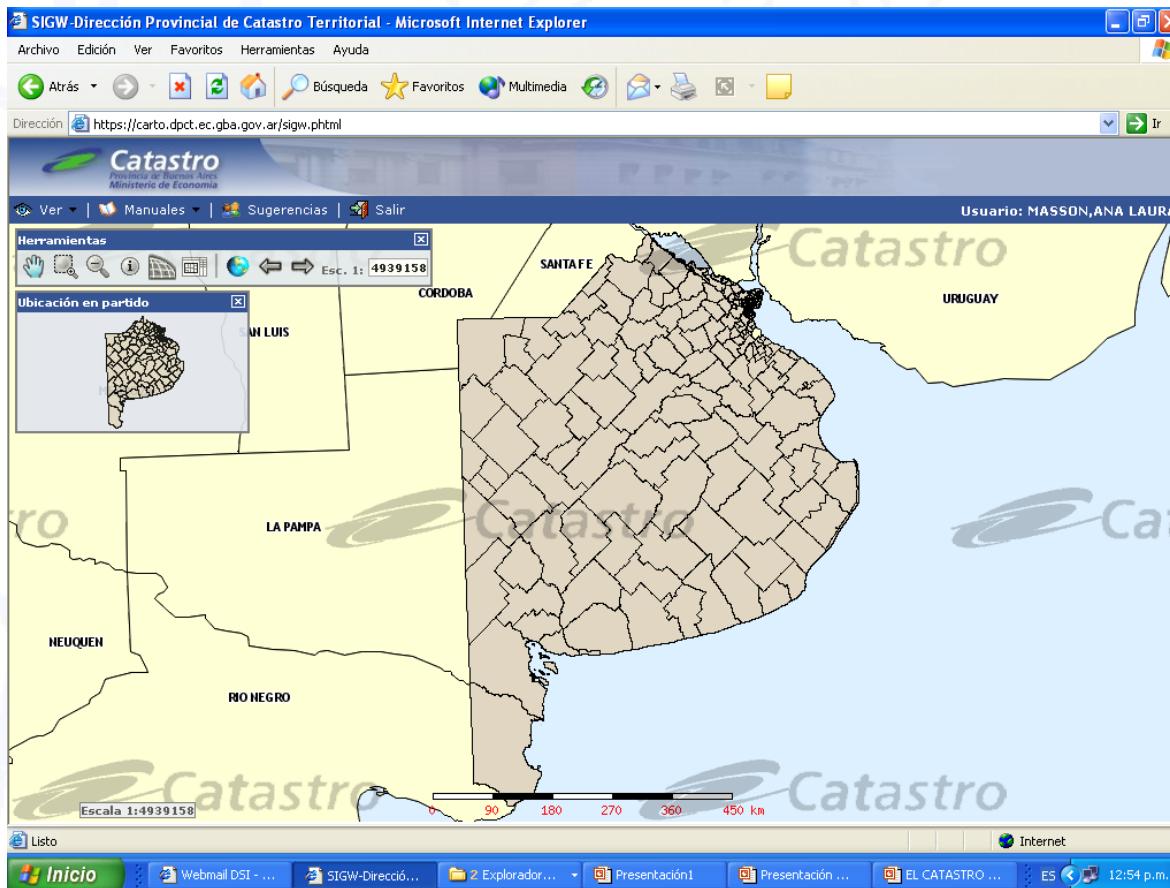 SIGW-Dirección Provincial de Catastro Territorial - Microsoft Internet Explorer
Archivo Edición Ver Favoritos Herramientas Ayuda
Atrás Búsqueda Favoritos Multimedia
Dirección https://carto.dpct.ec.gba.gov.ar/sigw.phtml Ir
Catastro
Provincia de Buenos Aires
Ministerio de Economía
Ver | Manuales | Sugerencias | Salir Usuario: MASSON,ANA LAURA
Herramientas
Esc. 1: 4939158
Ubicación en partido
Catastro
SANTA FE
CORDOBA
URUGUAY
SAN LUIS
LA PAMPA
tro
Catastro
Cat
NEUQUEN
RIO NEGRO
Catastro
Catastro
Escala 1:4939158
0 90 180 270 360 450 km
Listo Internet
Inicio Webmail DSI - ... SIGW-Direcció... 2 Explorador... Presentación1 Presentación ... EL CATASTRO ... ES 12:54 p.m.